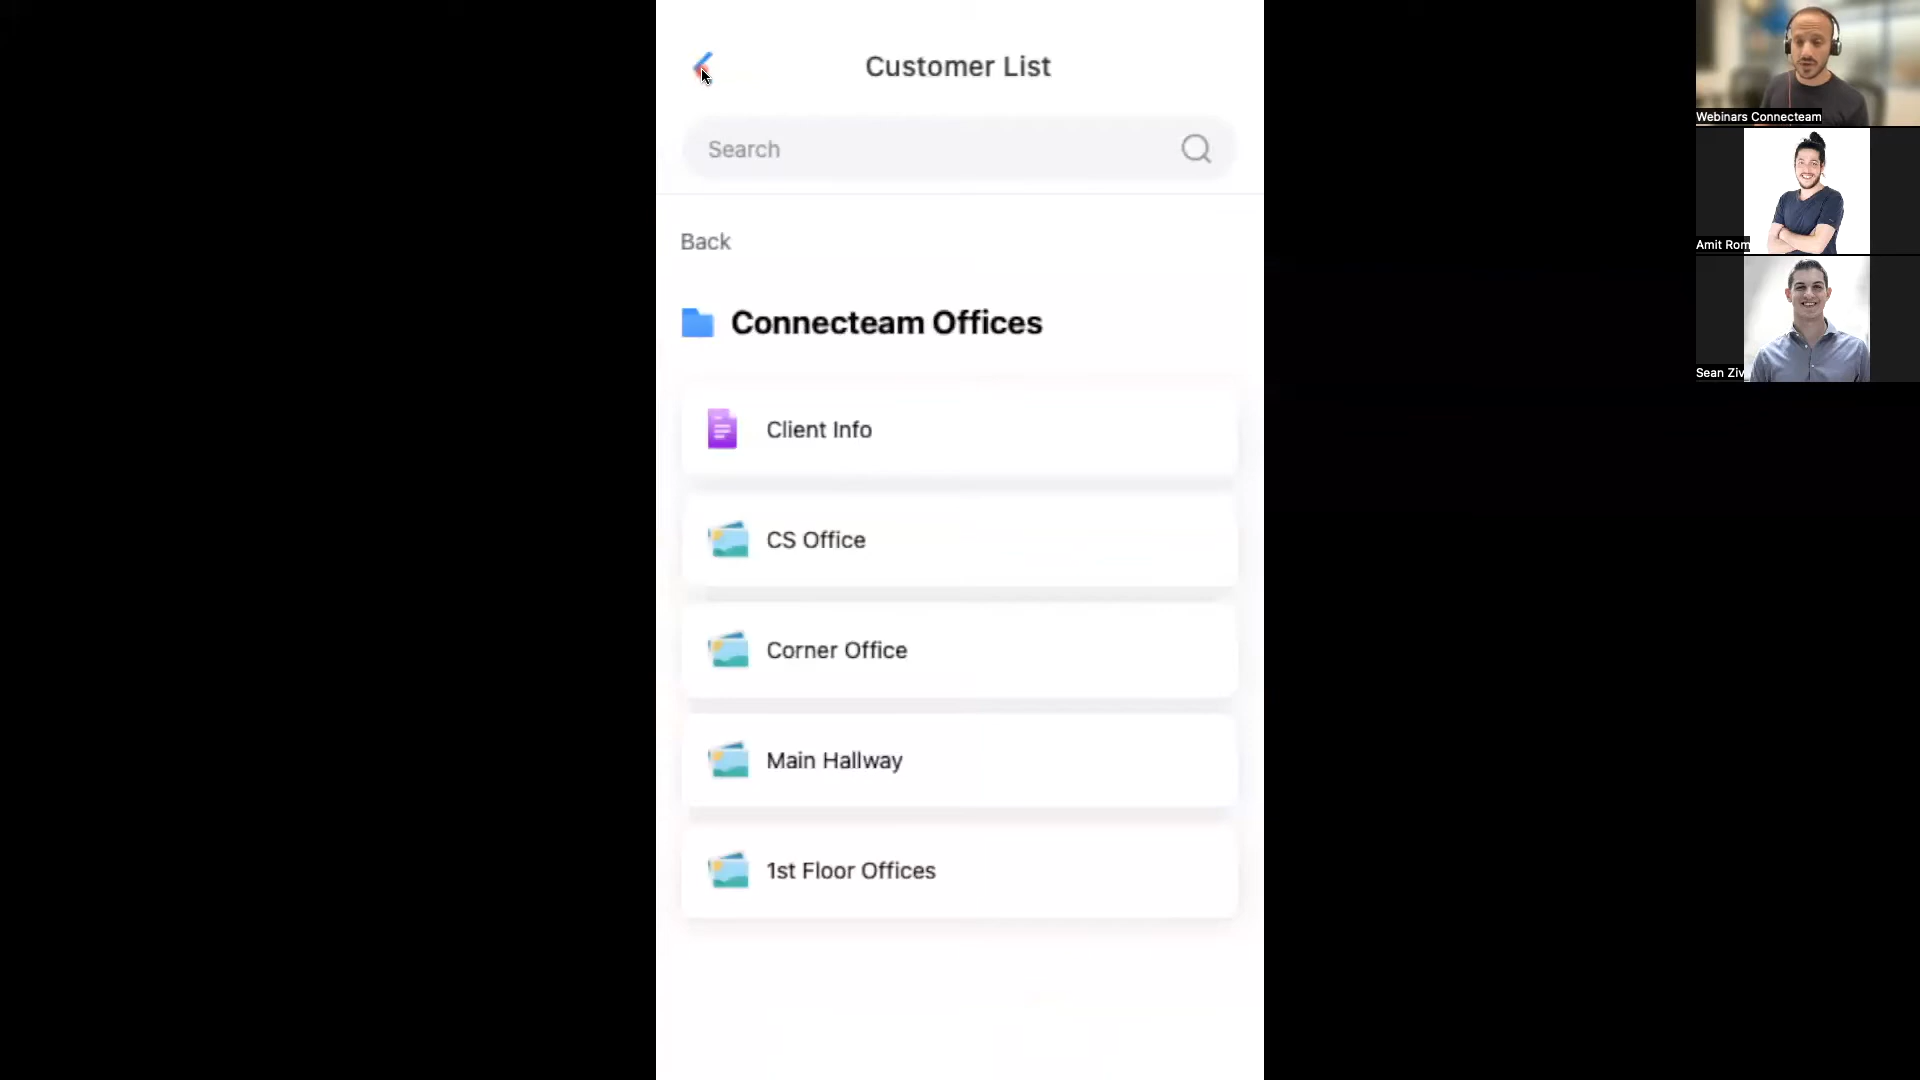 Customer List
Search
Back
Connecteam Offices
Client Info
CS Office
Corner Office
Main Hallway
1st Floor Offices
Webinars Connecteam
Amit Rom
Sean Ziv